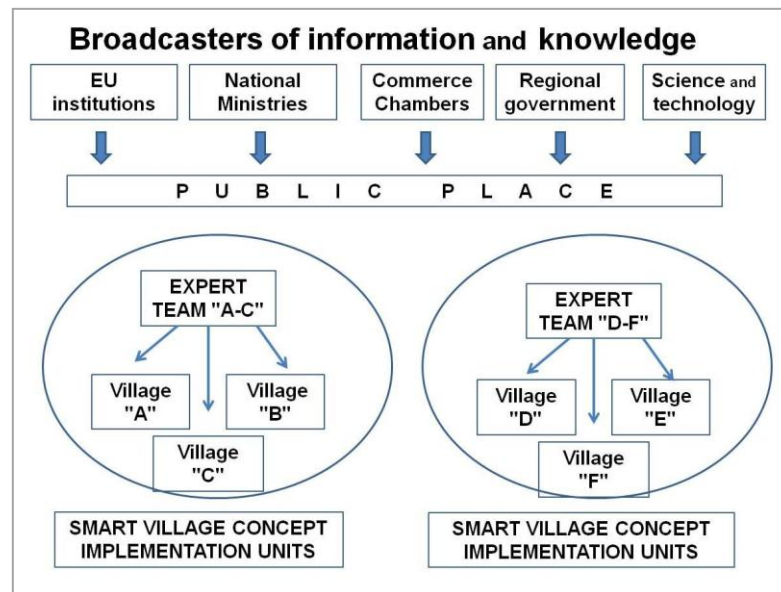 Broadcasters of information and knowledge
EU
institutions
National
Ministries
Commerce
Chambers
Regional
government
Science and
technology
P U B L I C P L A C E
EXPERT
TEAM "A-C"
Village
"A"
Village
"B"
Village
"C"
EXPERT
TEAM "D-F"
Village
"D"
Village
"E"
Village
"F"
SMART VILLAGE CONCEPT
IMPLEMENTATION UNITS
SMART VILLAGE CONCEPT
IMPLEMENTATION UNITS